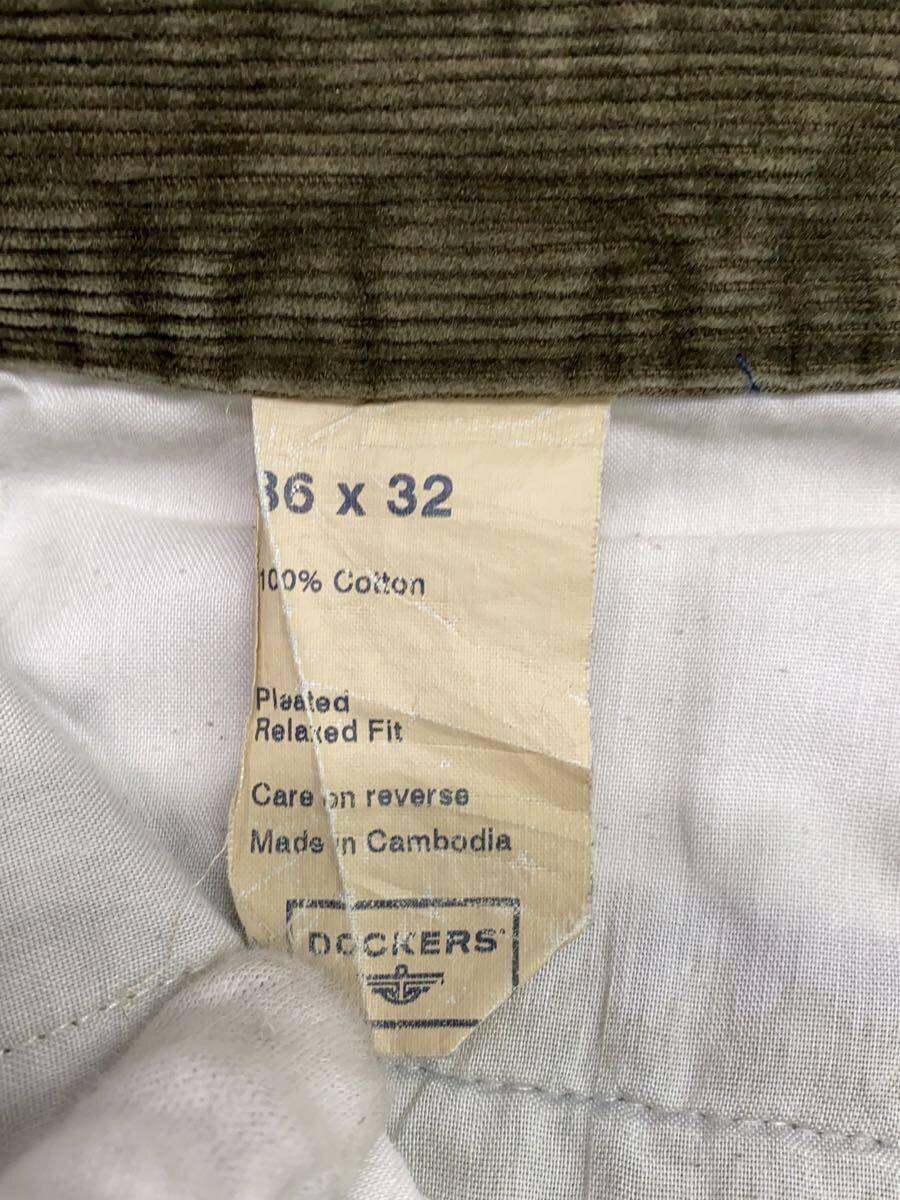 36 x 32
100% Cotton
Pleated
Relaxed Fit
Care on reverse
Made in Cambodia
DOCKERS